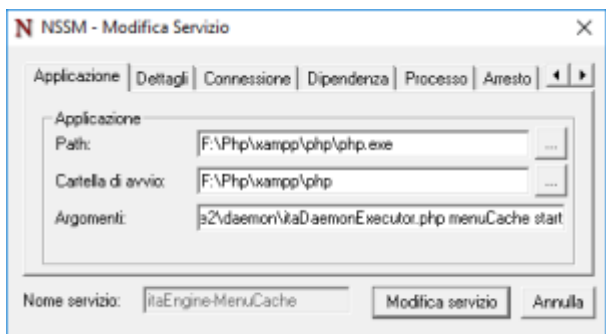 NSSM - Modifica Servizio
Applicazione Dettagli Connessione Dipendenza Processo Arresto
Applicazione
Path: F:\Php\xampp\php\php.exe ...
Cartella di avvio: F:\Php\xampp\php ...
Argomenti: e2\daemon\itaDaemonExecutor.php menuCache start
Nome servizio: itaEngine-MenuCache Modifica servizio Annulla